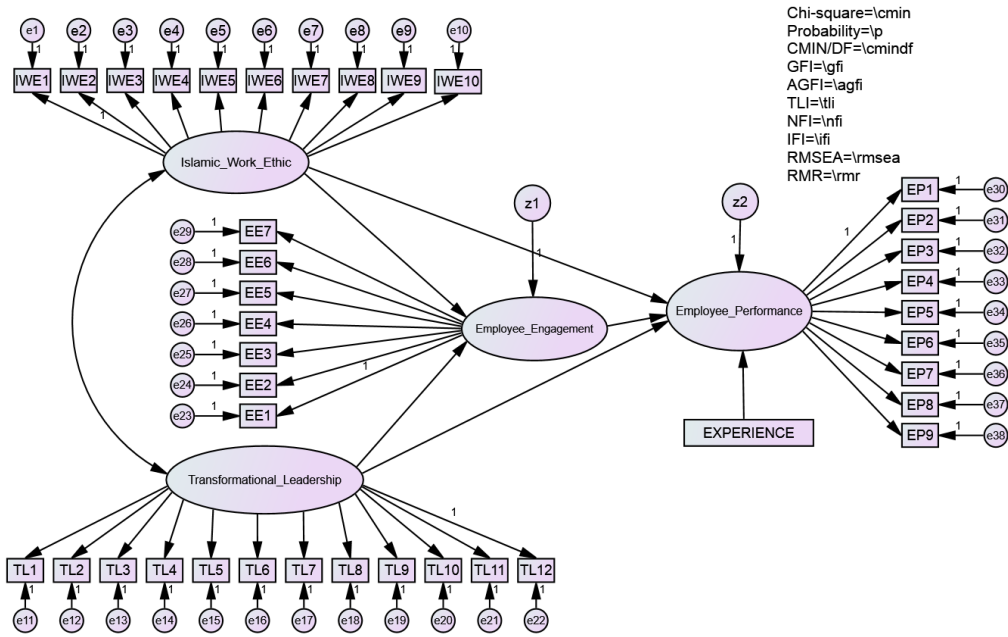 Chi-square=\cmin
Probability=\p
CMIN/DF=\cmindf
GFI=\gfi
AGFI=\agfi
TLI=\tli
NFI=\nfi
IFI=\ifi
RMSEA=\rmsea
RMR=\rmr
e1 e2 e3 e4 e5 e6 e7 e8 e9 e10
1 1 1 1 1 1 1 1 1 1
IWE1 IWE2 IWE3 IWE4 IWE5 IWE6 IWE7 IWE8 IWE9 IWE10
1
Islamic_Work_Ethic
e29 1 EE7
e28 1 EE6
e27 1 EE5
e26 1 EE4
e25 1 EE3
e24 1 EE2
e23 1 EE1
1
z1
1
Employee_Engagement
z2
1
Employee_Performance
EXPERIENCE
1
EP1 1 e30
EP2 1 e31
EP3 1 e32
EP4 1 e33
EP5 1 e34
EP6 1 e35
EP7 1 e36
EP8 1 e37
EP9 1 e38
Transformational_Leadership
1
TL1 TL2 TL3 TL4 TL5 TL6 TL7 TL8 TL9 TL10 TL11 TL12
1 1 1 1 1 1 1 1 1 1 1 1
e11 e12 e13 e14 e15 e16 e17 e18 e19 e20 e21 e22